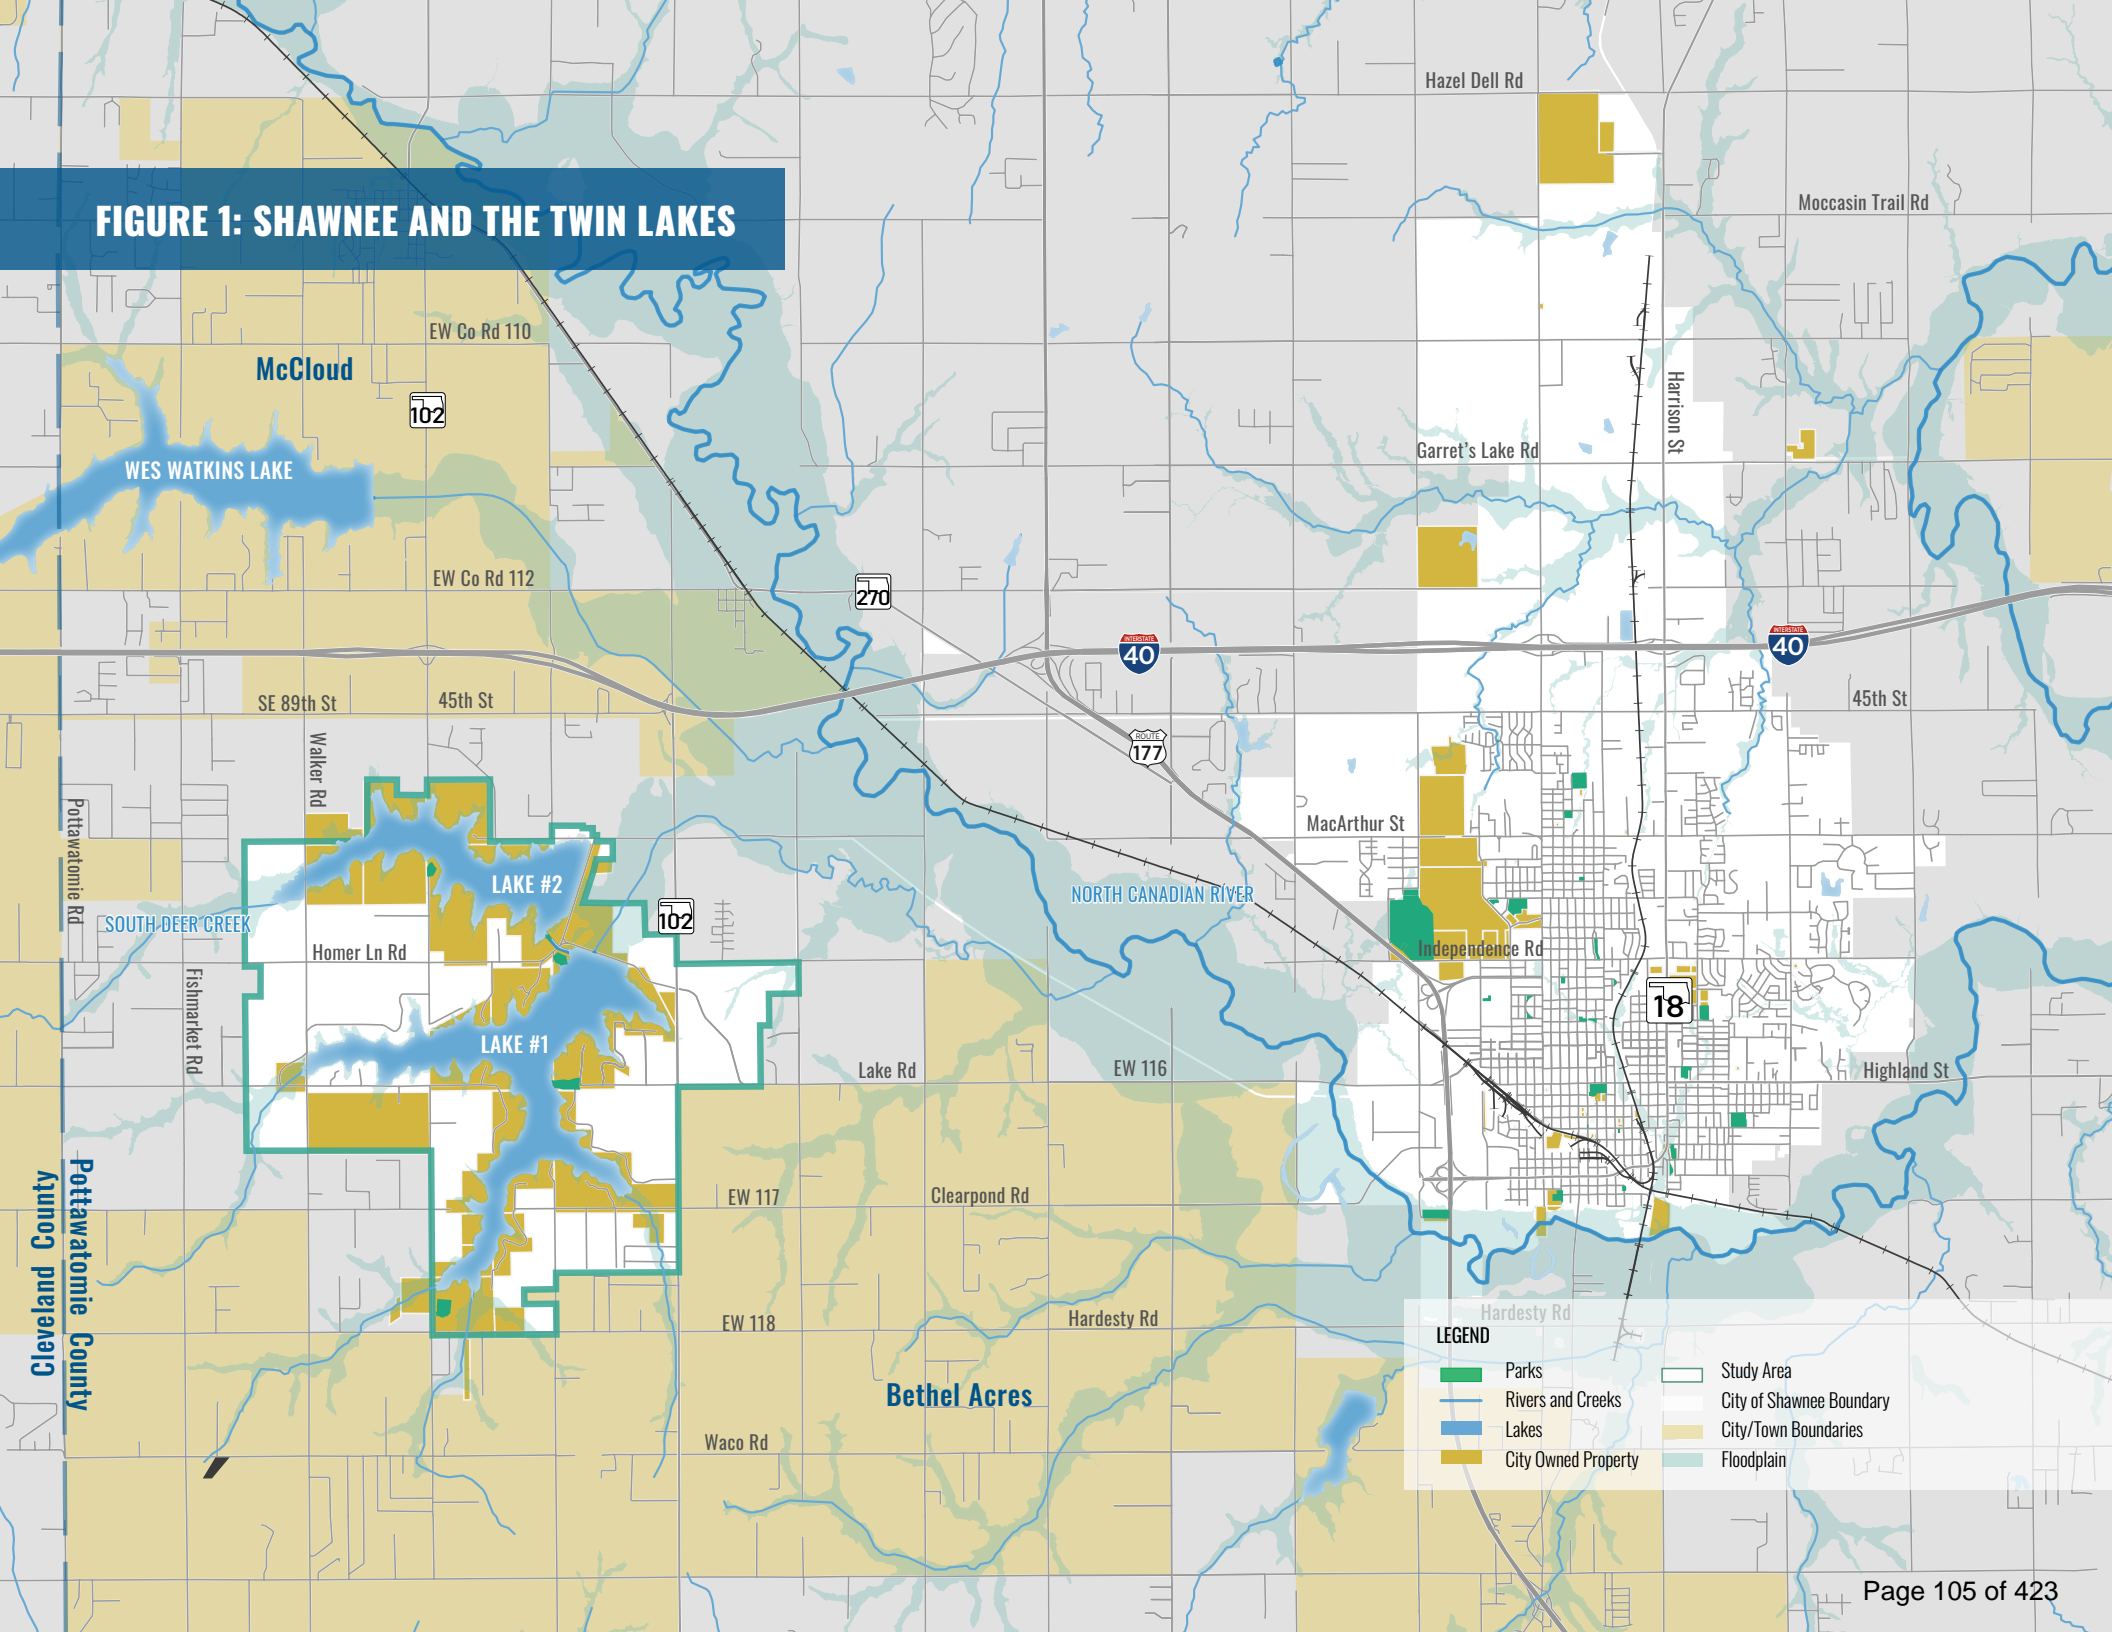 Hazel Dell Rd
Moccasin Trail Rd
FIGURE 1: SHAWNEE AND THE TWIN LAKES
EW Co Rd 110
McCloud
102
Harrison St
Garret's Lake Rd
WES WATKINS LAKE
EW Co Rd 112
270
INTERSTATE
40
INTERSTATE
40
SE 89th St
45th St
45th St
Walker Rd
ROUTE
177
Pottawatomie Rd
MacArthur St
LAKE #2
NORTH CANADIAN RIVER
102
SOUTH DEER CREEK
Homer Ln Rd
Independence Rd
Fishmarket Rd
18
LAKE #1
Lake Rd
EW 116
Highland St
Cleveland County
Pottawatomie County
EW 117
Clearpond Rd
EW 118
Hardesty Rd
Hardesty Rd
LEGEND
Parks
Rivers and Creeks
Lakes
City Owned Property
Study Area
City of Shawnee Boundary
City/Town Boundaries
Floodplain
Bethel Acres
Waco Rd
Page 105 of 423